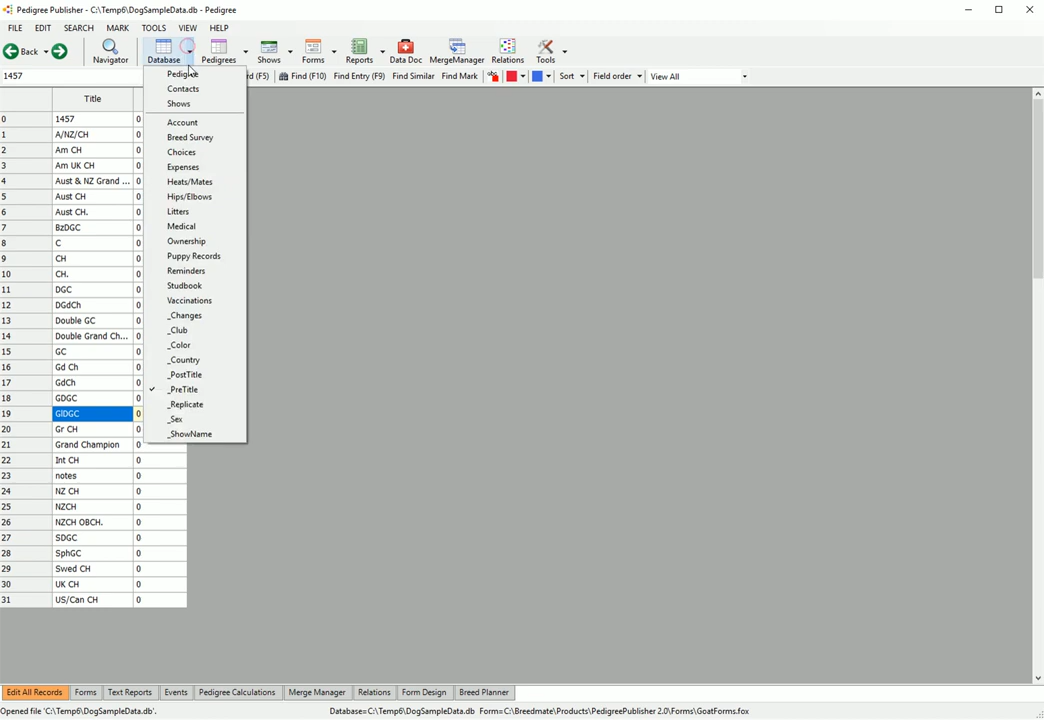 Pedigree Publisher - C:\Temp6\DogSampleData.db - Pedigree
FILE EDIT SEARCH MARK TOOLS VIEW HELP
Back Navigator Database Pedigrees Shows Forms Reports Data Doc MergeManager Relations Tools
1457 d (F5) Find (F10) Find Entry (F9) Find Similar Find Mark abc Sort Field order View All
Title
0 1457 0
1 A/NZ/CH 0
2 Am CH 0
3 Am UK CH 0
4 Aust & NZ Grand ... 0
5 Aust CH 0
6 Aust CH. 0
7 BzDGC 0
8 C 0
9 CH 0
10 CH. 0
11 DGC 0
12 DGdCh 0
13 Double GC 0
14 Double Grand Ch... 0
15 GC 0
16 Gd Ch 0
17 GdCh 0
18 GDGC 0
19 GlDGC 0
20 Gr CH 0
21 Grand Champion 0
22 Int CH 0
23 notes 0
24 NZ CH 0
25 NZCH 0
26 NZCH OBCH. 0
27 SDGC 0
28 SphGC 0
29 Swed CH 0
30 UK CH 0
31 US/Can CH 0
Pedigree
Contacts
Shows
Account
Breed Survey
Choices
Expenses
Heats/Mates
Hips/Elbows
Litters
Medical
Ownership
Puppy Records
Reminders
Studbook
Vaccinations
_Changes
_Club
_Color
_Country
_PostTitle
_PreTitle
_Replicate
_Sex
_ShowName
Edit All Records Forms Text Reports Events Pedigree Calculations Merge Manager Relations Form Design Breed Planner
Opened file 'C:\Temp6\DogSampleData.db'. Database=C:\Temp6\DogSampleData.db Form=C:\Breedmate\Products\PedigreePublisher 2.0\Forms\GoatForms.fox